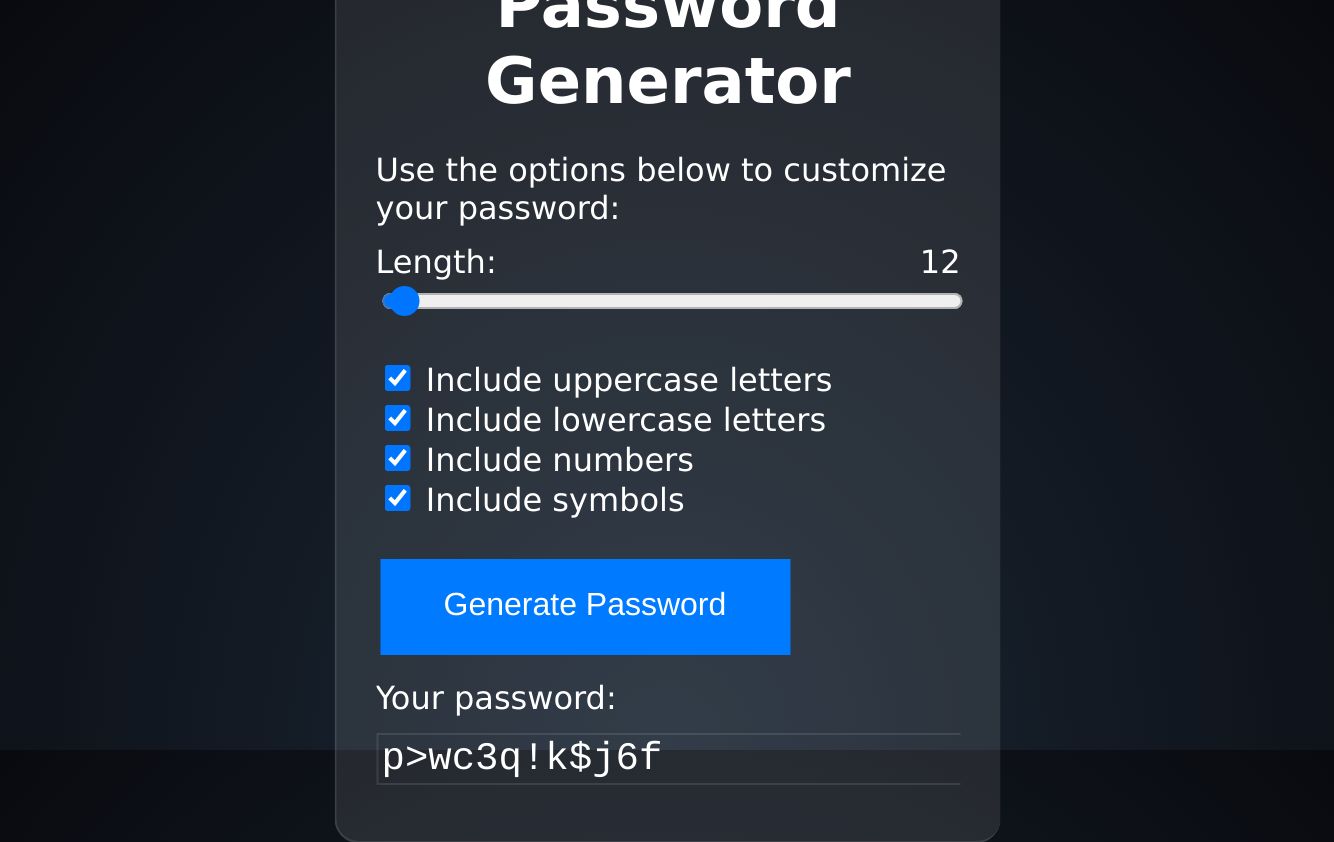 Password
Generator
Use the options below to customize
your password:
Length: 12
Include uppercase letters
Include lowercase letters
Include numbers
Include symbols
Generate Password
Your password:
p>wc3q!k$j6f